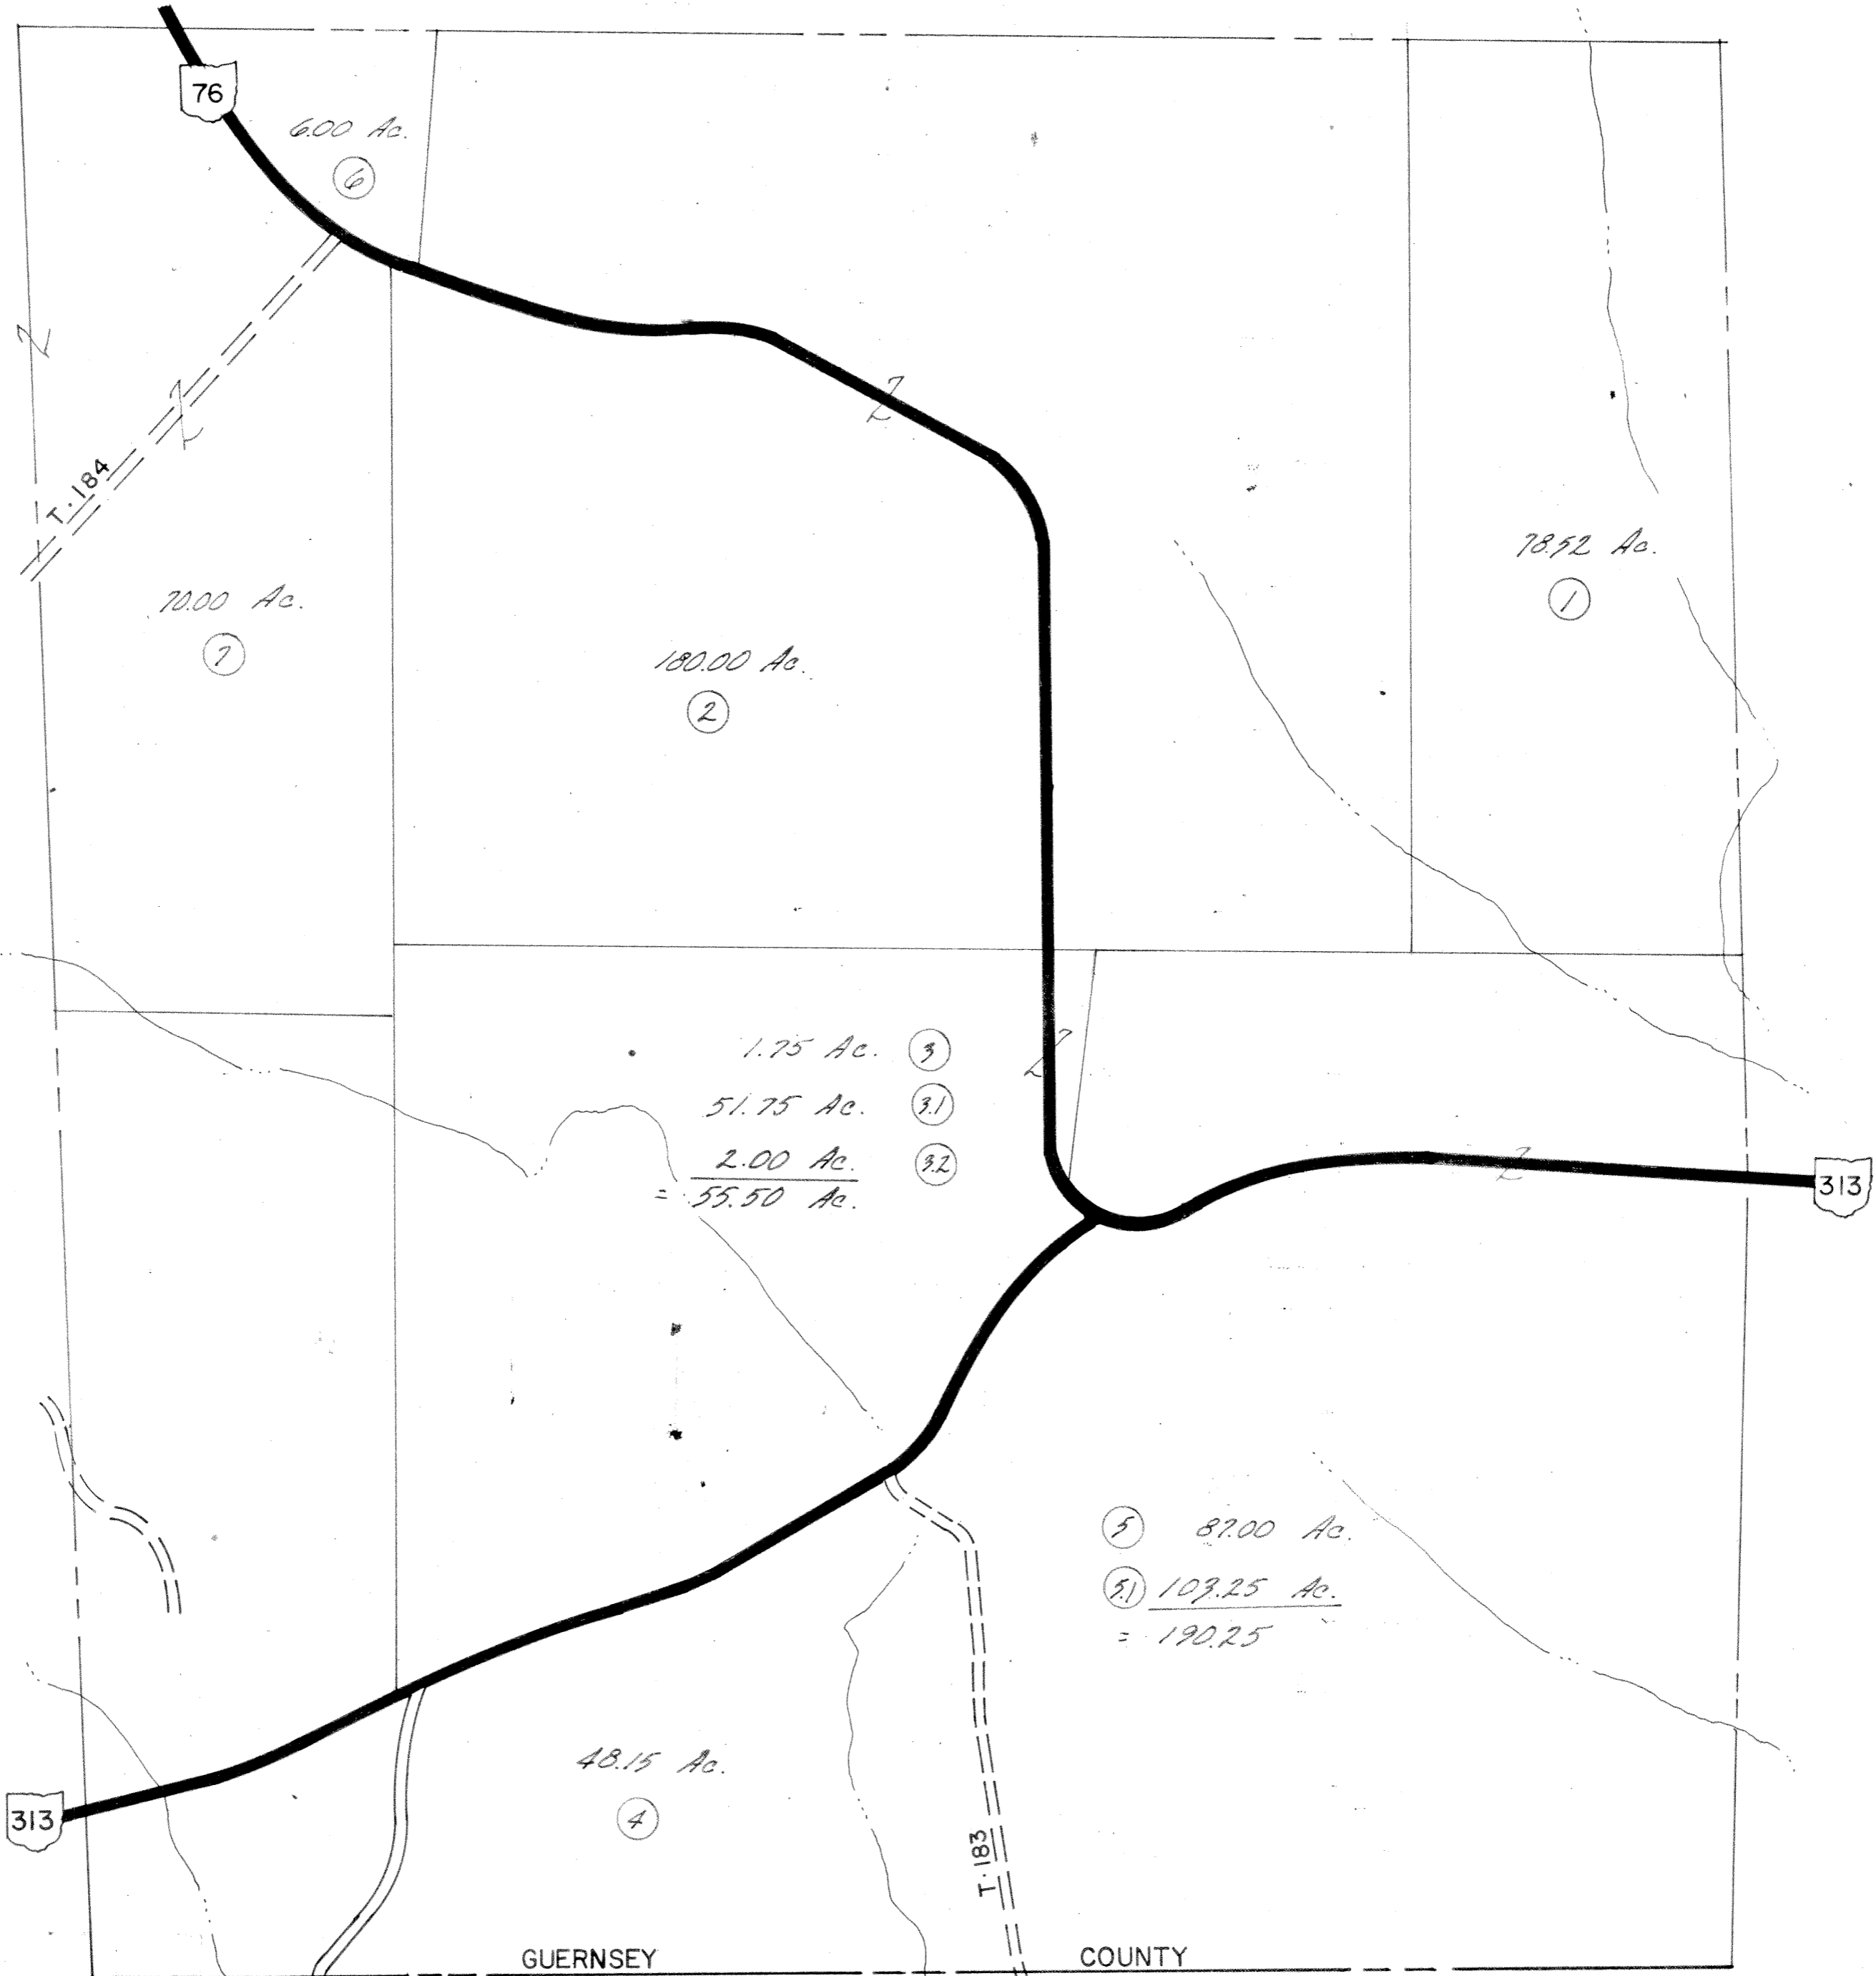 76
6.00 Ac.
6
T.184
78.52 Ac.
1
70.00 Ac.
7
180.00 Ac.
2
1.75 Ac. 3
51.75 Ac. 3.1
2.00 Ac. 3.2
= 55.50 Ac.
313
5 87.00 Ac.
5.1 103.25 Ac.
= 190.25
48.15 Ac.
4
313
T.183
GUERNSEY COUNTY